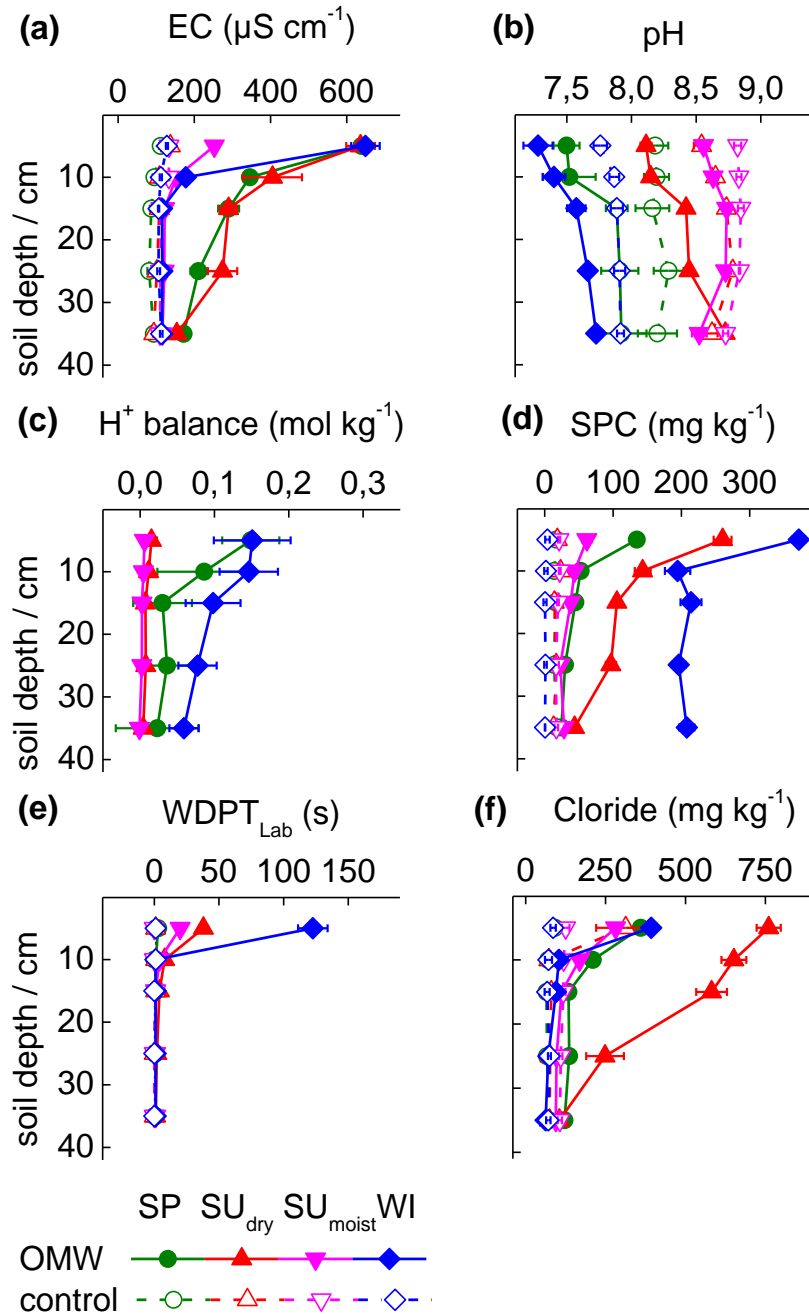 (a) EC (µS cm⁻¹)
0 200 400 600
soil depth / cm
10
20
30
40
(b) pH
7,5 8,0 8,5 9,0
(c) H⁺ balance (mol kg⁻¹)
0,0 0,1 0,2 0,3
soil depth / cm
10
20
30
40
(d) SPC (mg kg⁻¹)
0 100 200 300
(e) WDPT_Lab (s)
0 50 100 150
soil depth / cm
10
20
30
40
(f) Cloride (mg kg⁻¹)
0 250 500 750
SP SU_dry SU_moist WI
OMW
control